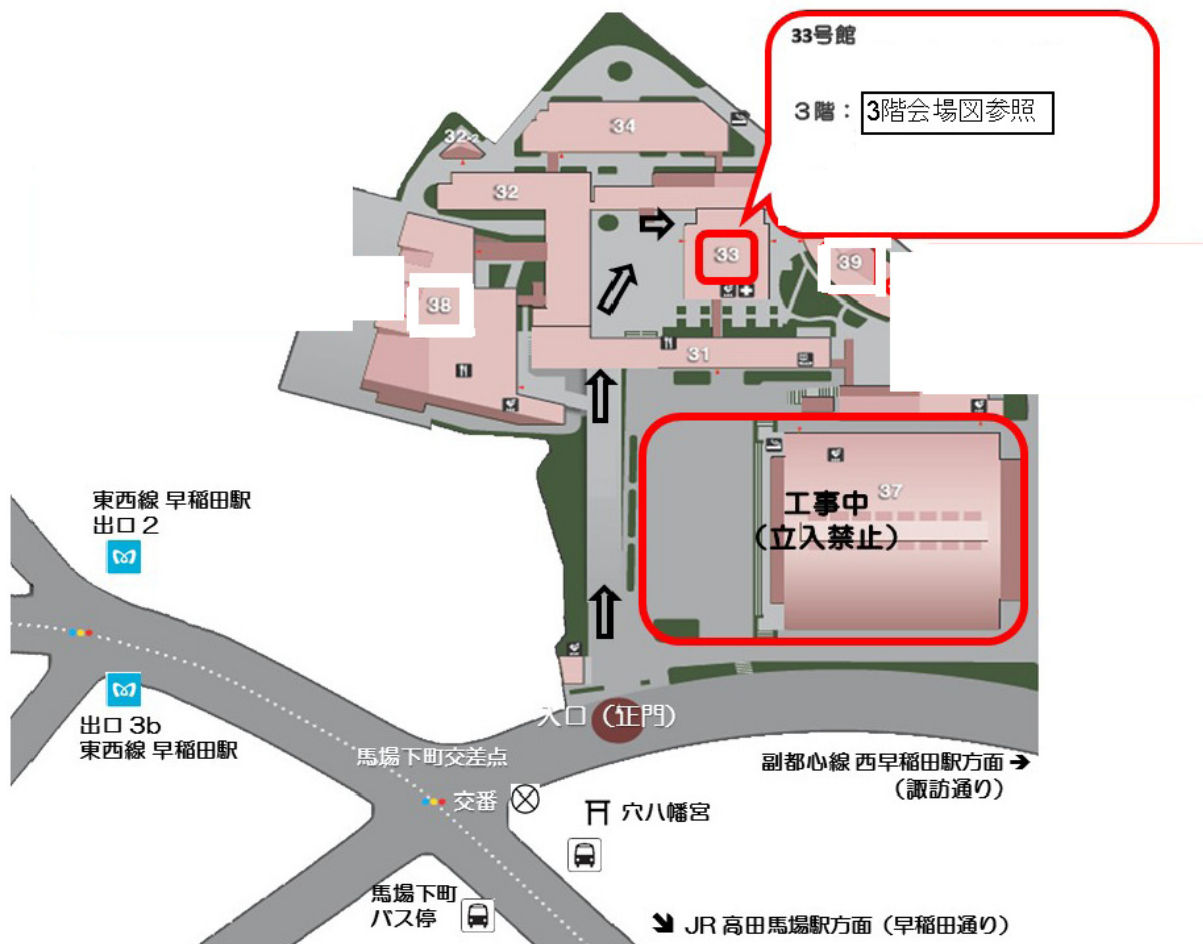 33号館
3階：3階会場図参照
34
32-2
32
33
39
38
31
37
工事中
（立入禁止）
東西線 早稲田駅
出口 2
出口 3b
東西線 早稲田駅
入口（正門）
馬場下町交差点
副都心線 西早稲田駅方面 ➔
（諏訪通り）
交番
穴八幡宮
馬場下町
バス停
JR 高田馬場駅方面（早稲田通り）